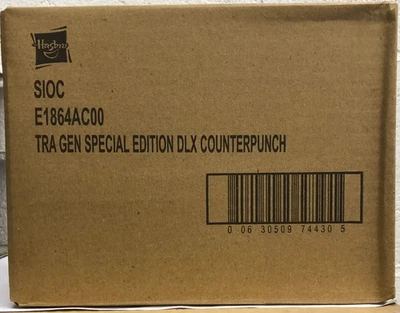 Hasbro
SIOC
E1864AC00
TRA GEN SPECIAL EDITION DLX COUNTERPUNCH
0 06 30509 74430 5